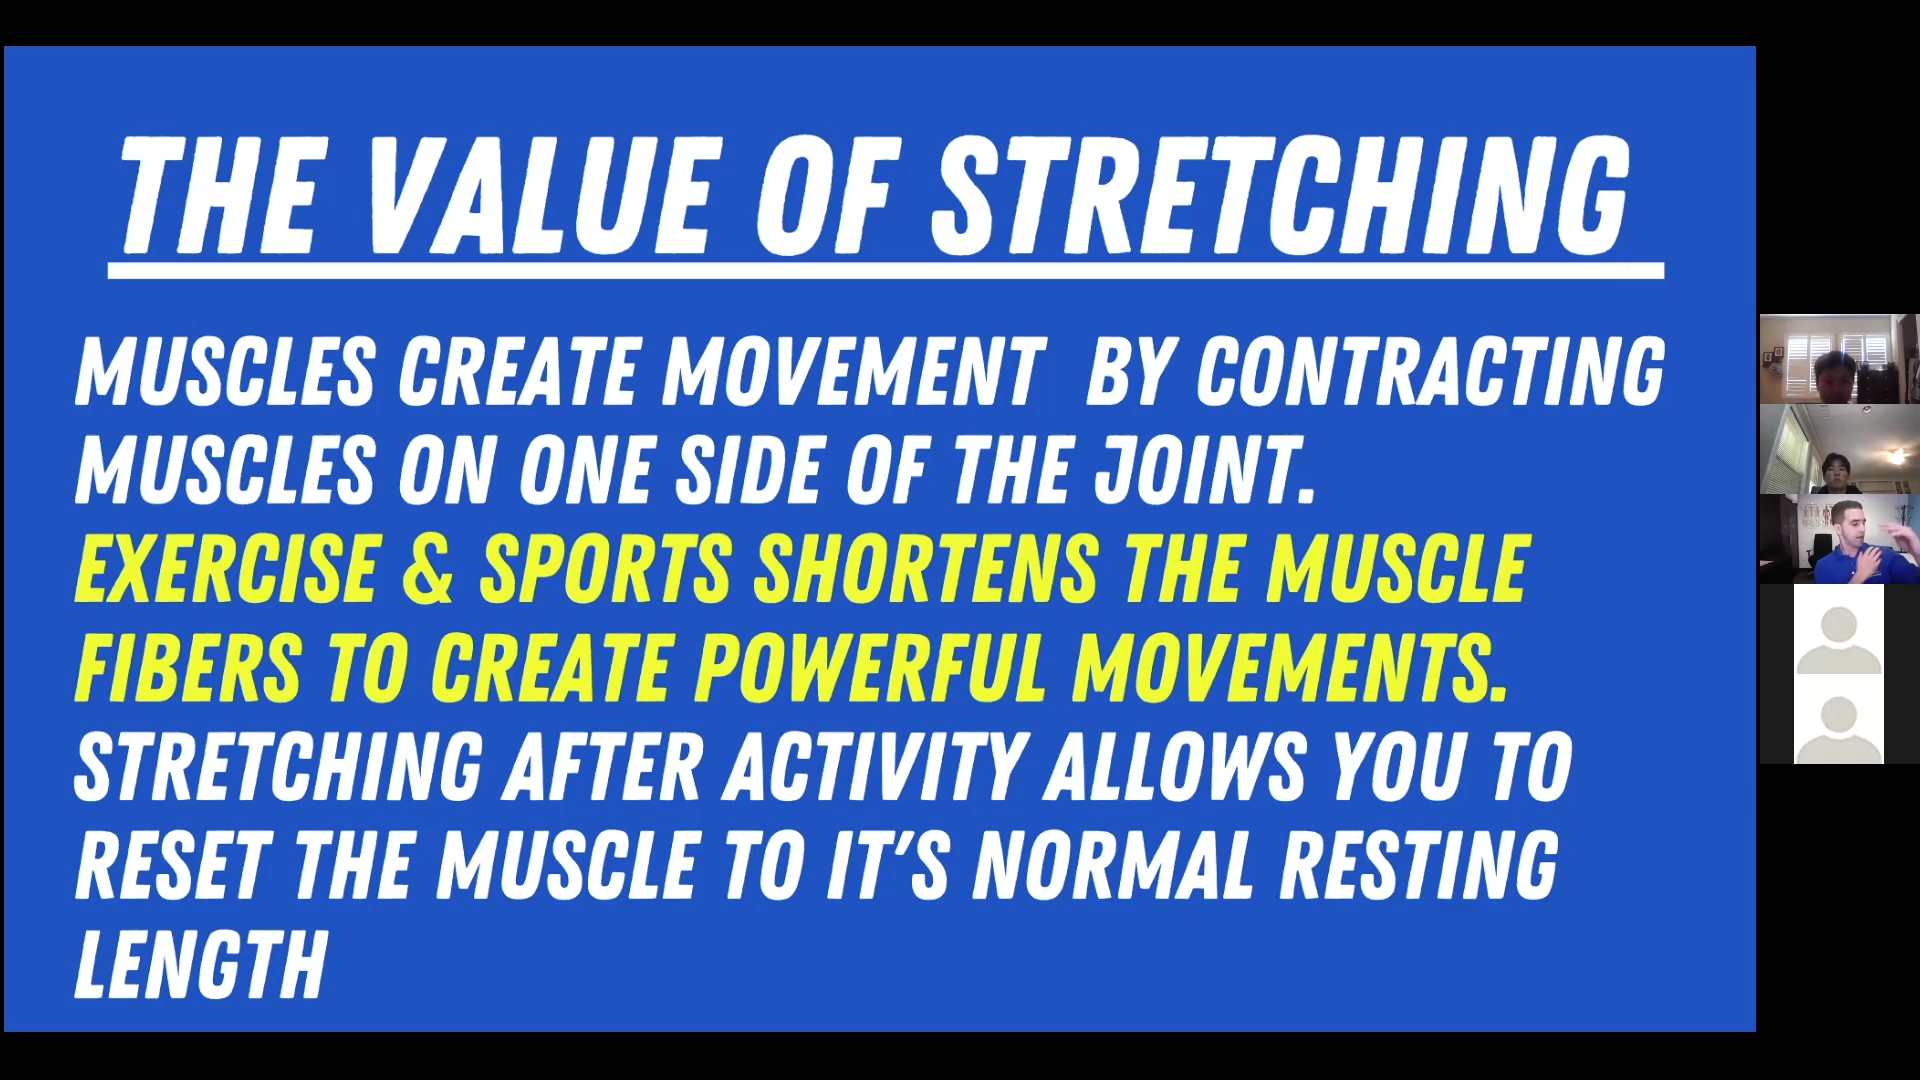 THE VALUE OF STRETCHING
MUSCLES CREATE MOVEMENT BY CONTRACTING
MUSCLES ON ONE SIDE OF THE JOINT.
EXERCISE & SPORTS SHORTENS THE MUSCLE
FIBERS TO CREATE POWERFUL MOVEMENTS.
STRETCHING AFTER ACTIVITY ALLOWS YOU TO
RESET THE MUSCLE TO IT'S NORMAL RESTING
LENGTH